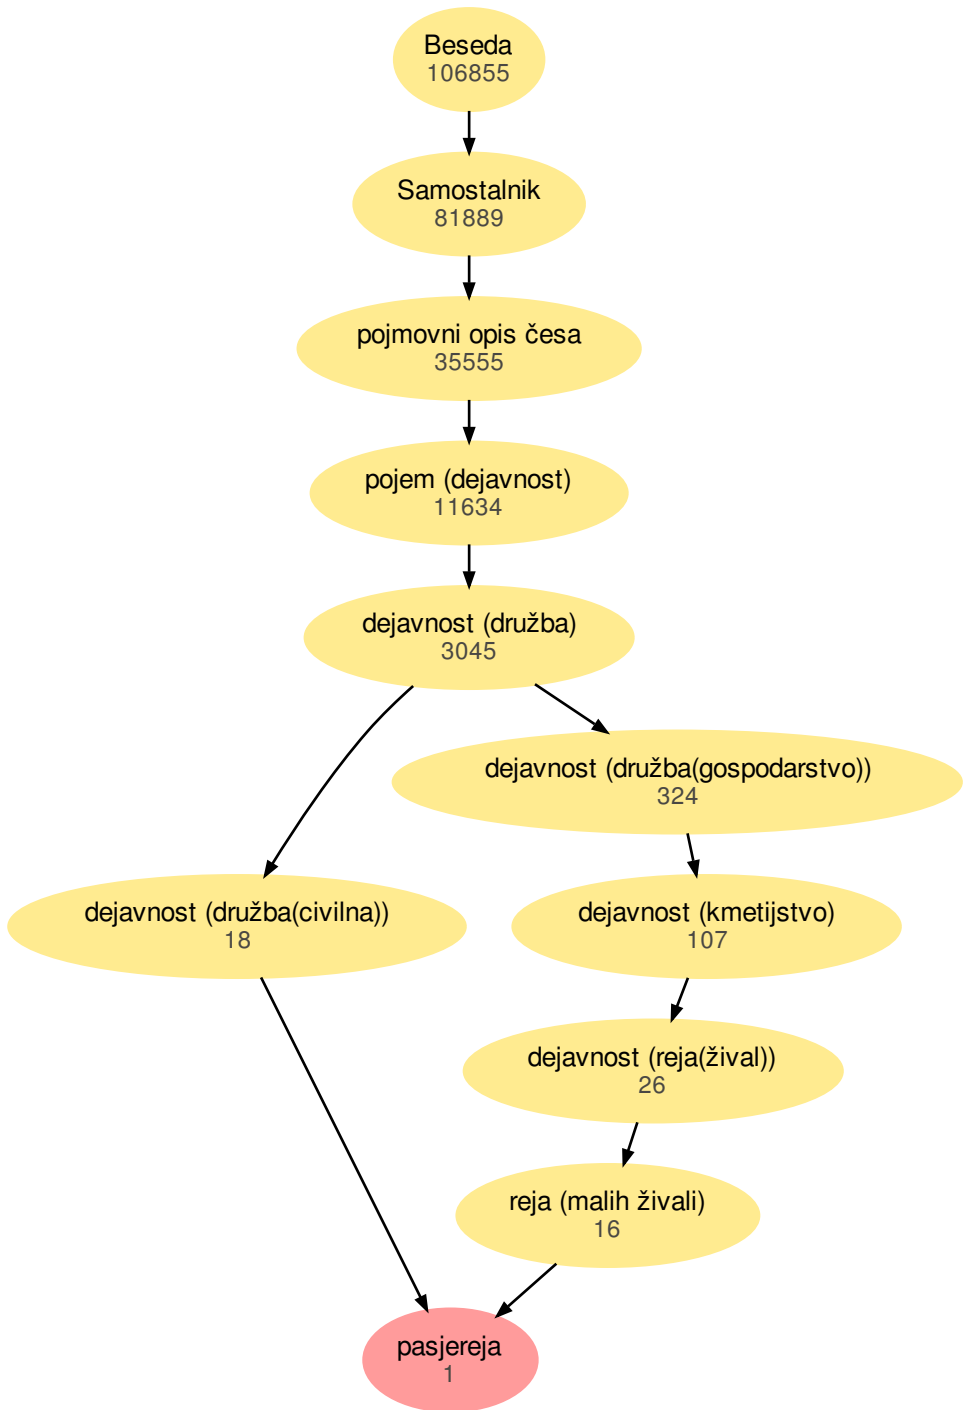 Beseda
106855
Samostalnik
81889
pojmovni opis česa
35555
pojem (dejavnost)
11634
dejavnost (družba)
3045
dejavnost (družba(gospodarstvo))
324
dejavnost (družba(civilna))
18
dejavnost (kmetijstvo)
107
dejavnost (reja(žival))
26
reja (malih živali)
16
pasjereja
1